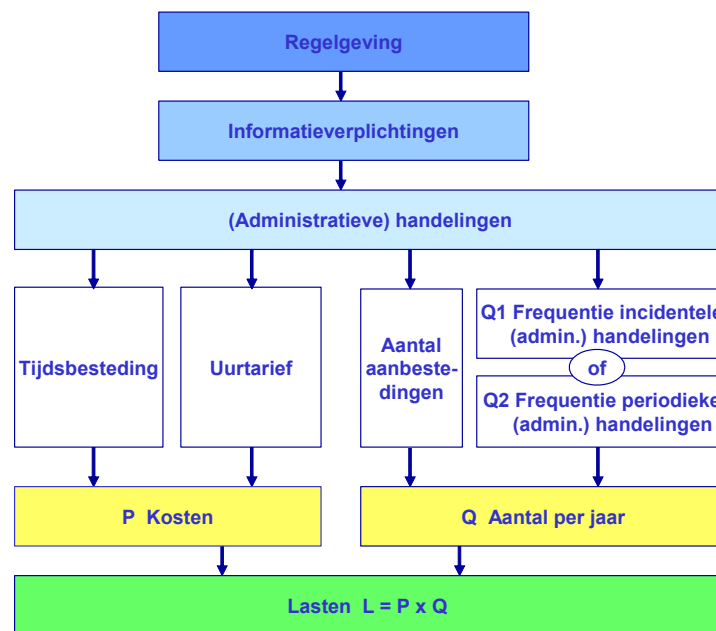 Regelgeving
Informatieverplichtingen
(Administratieve) handelingen
Tijdsbesteding
Uurtarief
Aantal
aanbeste-
dingen
Q1 Frequentie incidentele
(admin.) handelingen
of
Q2 Frequentie periodieke
(admin.) handelingen
P Kosten
Q Aantal per jaar
Lasten L = P x Q